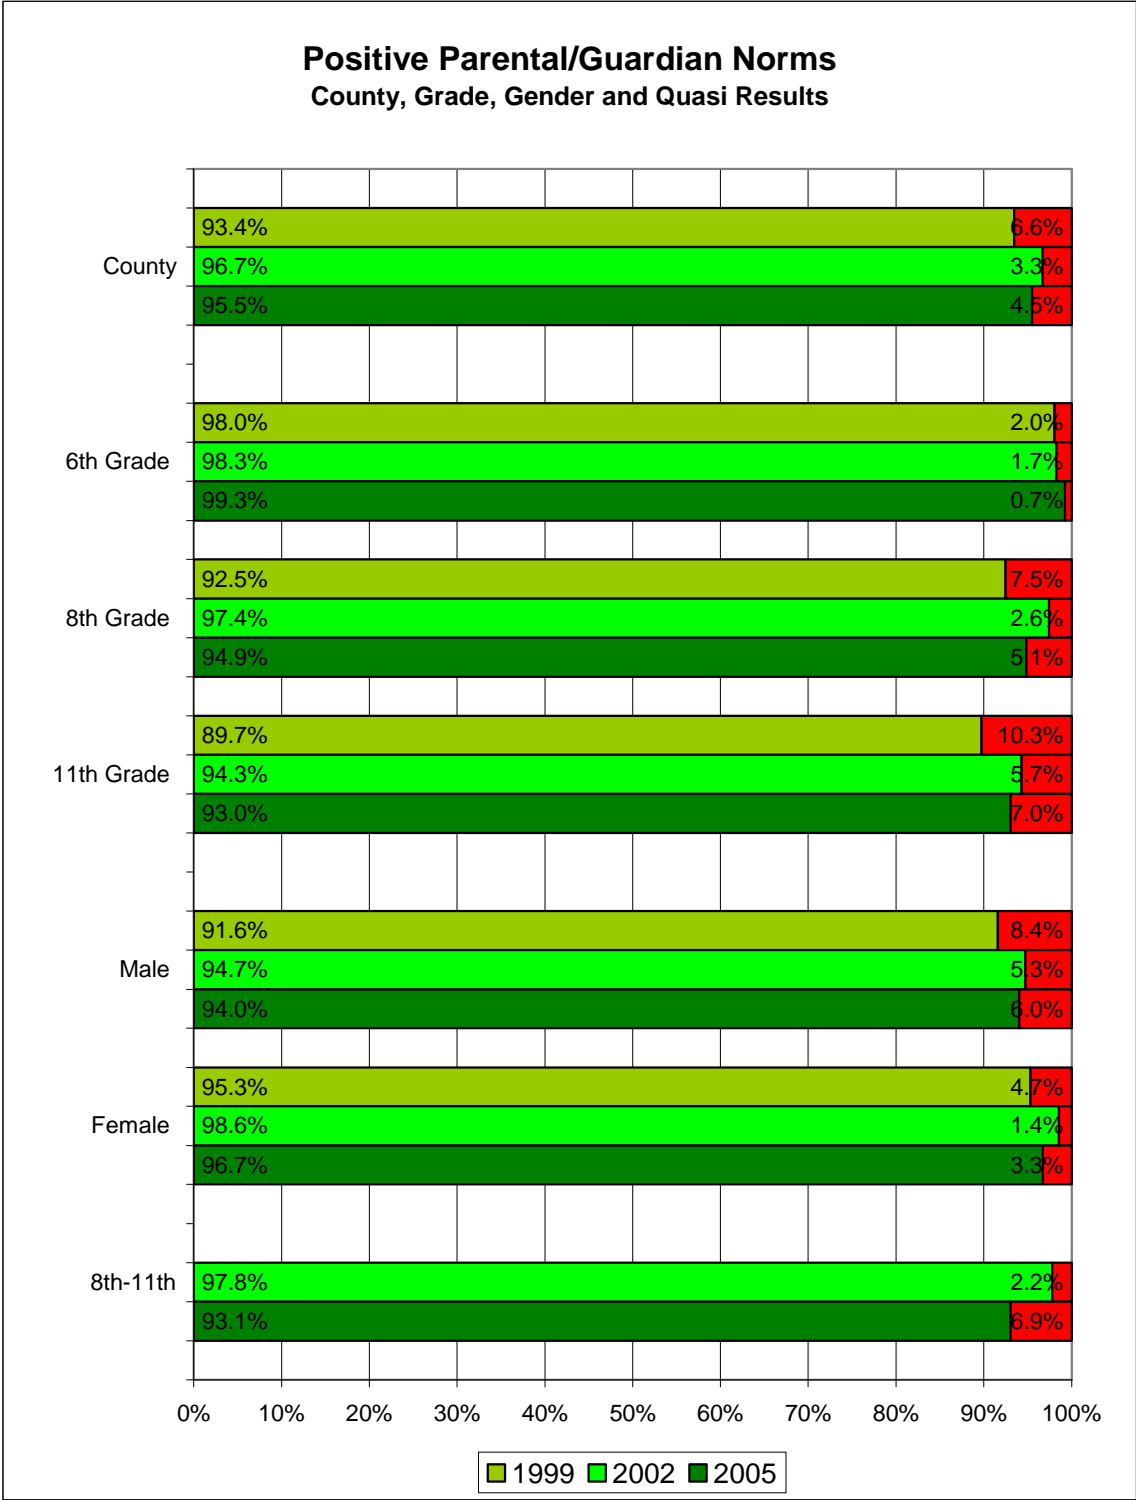 Positive Parental/Guardian Norms
County, Grade, Gender and Quasi Results
93.4% 6.6%
County 96.7% 3.3%
95.5% 4.5%
98.0% 2.0%
6th Grade 98.3% 1.7%
99.3% 0.7%
92.5% 7.5%
8th Grade 97.4% 2.6%
94.9% 5.1%
89.7% 10.3%
11th Grade 94.3% 5.7%
93.0% 7.0%
91.6% 8.4%
Male 94.7% 5.3%
94.0% 6.0%
95.3% 4.7%
Female 98.6% 1.4%
96.7% 3.3%
8th-11th 97.8% 2.2%
93.1% 6.9%
0% 10% 20% 30% 40% 50% 60% 70% 80% 90% 100%
1999 2002 2005